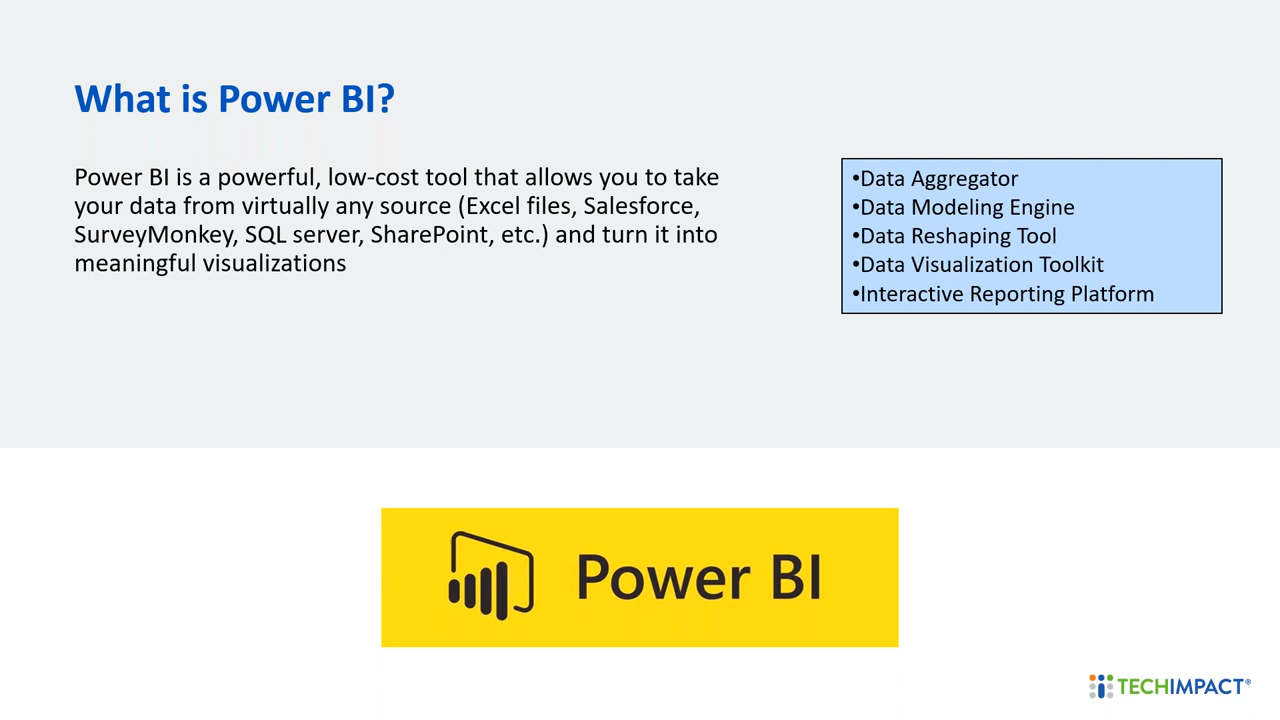 What is Power BI?
Power BI is a powerful, low-cost tool that allows you to take
your data from virtually any source (Excel files, Salesforce,
SurveyMonkey, SQL server, SharePoint, etc.) and turn it into
meaningful visualizations
•Data Aggregator
•Data Modeling Engine
•Data Reshaping Tool
•Data Visualization Toolkit
•Interactive Reporting Platform
Power BI
TECHIMPACT®